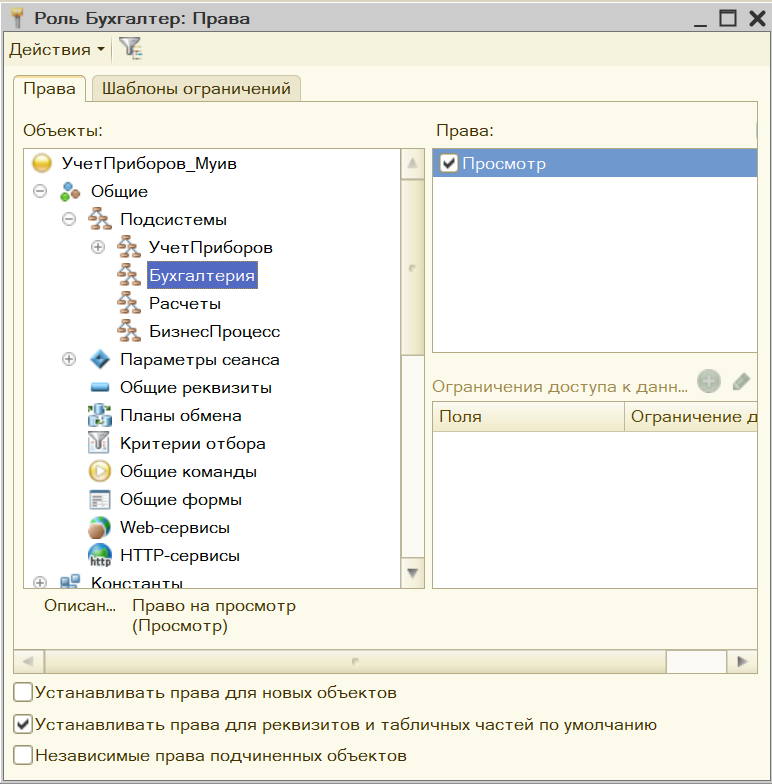 Роль Бухгалтер: Права
Действия
Права
Шаблоны ограничений
Объекты:
УчетПриборов_Муив
Общие
Подсистемы
УчетПриборов
Бухгалтерия
Расчеты
БизнесПроцесс
Параметры сеанса
Общие реквизиты
Планы обмена
Критерии отбора
Общие команды
Общие формы
Web-сервисы
HTTP-сервисы
http
Константы
Описан... Право на просмотр
(Просмотр)
Права:
Просмотр
Ограничения доступа к данн...
Поля Ограничение д
Устанавливать права для новых объектов
Устанавливать права для реквизитов и табличных частей по умолчанию
Независимые права подчиненных объектов